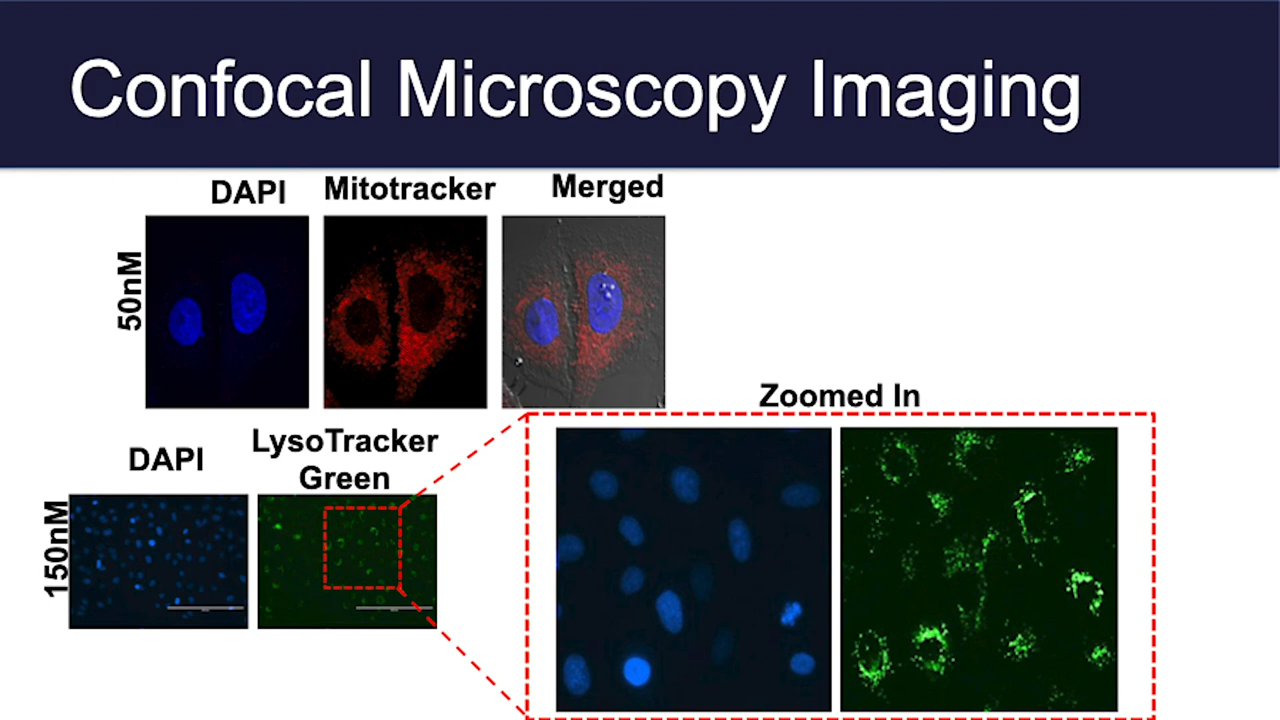 Confocal Microscopy Imaging
DAPI
Mitotracker
Merged
50nM
Zoomed In
DAPI
LysoTracker
Green
150nM